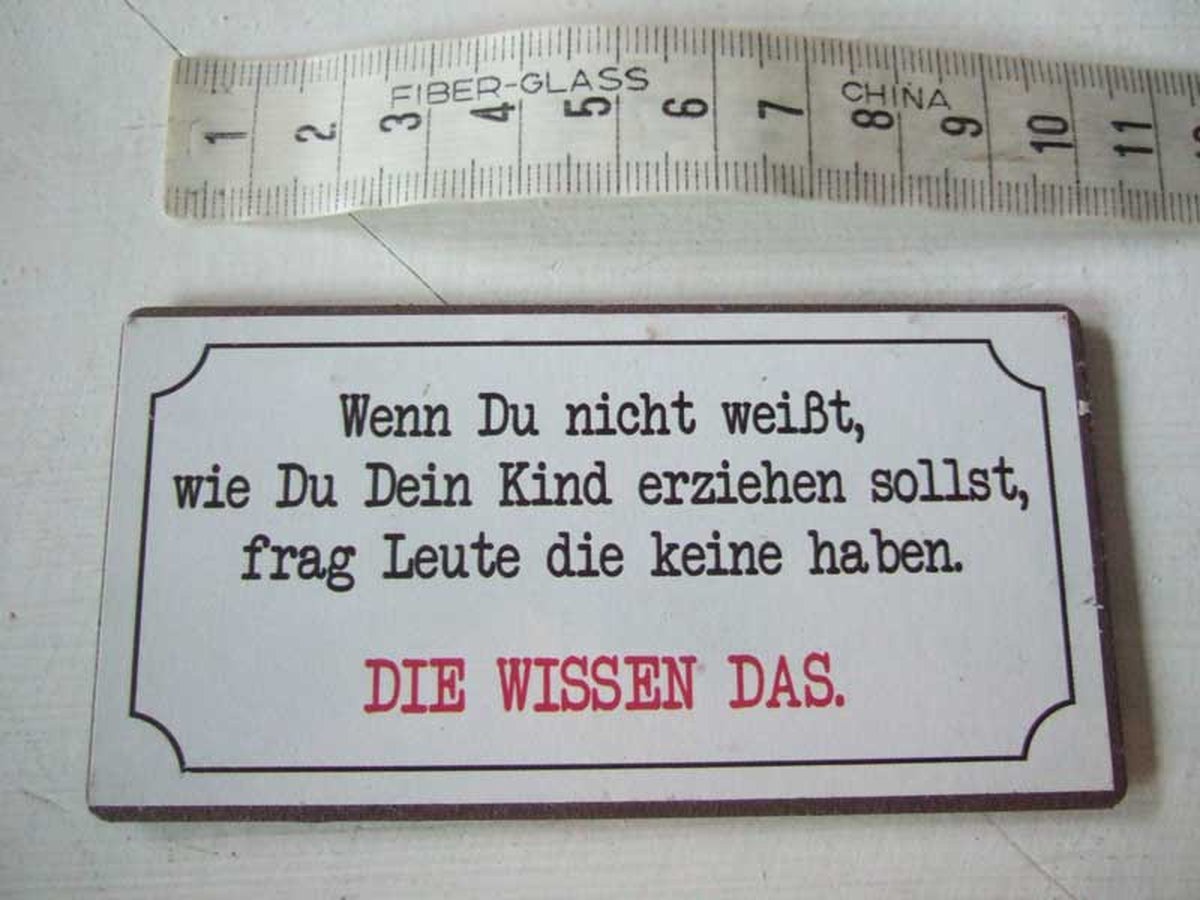 FIBER-GLASS CHINA
1 2 3 4 5 6 7 8 9 10 11
Wenn Du nicht weißt,
wie Du Dein Kind erziehen sollst,
frag Leute die keine haben.
DIE WISSEN DAS.